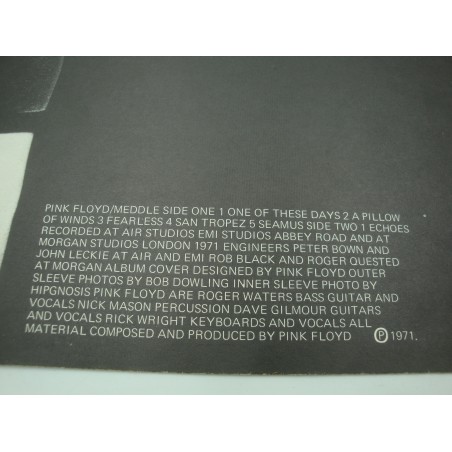 PINK FLOYD/MEDDLE SIDE ONE 1 ONE OF THESE DAYS 2 A PILLOW
OF WINDS 3 FEARLESS 4 SAN TROPEZ 5 SEAMUS SIDE TWO 1 ECHOES
RECORDED AT AIR STUDIOS EMI STUDIOS ABBEY ROAD AND AT
MORGAN STUDIOS LONDON 1971 ENGINEERS PETER BOWN AND
JOHN LECKIE AT AIR AND EMI ROB BLACK AND ROGER QUESTED
AT MORGAN ALBUM COVER DESIGNED BY PINK FLOYD OUTER
SLEEVE PHOTO BY BOB DOWLING INNER SLEEVE PHOTO BY
HIPGNOSIS PINK FLOYD ARE ROGER WATERS BASS GUITAR AND
VOCALS NICK MASON PERCUSSION DAVE GILMOUR GUITARS
AND VOCALS RICK WRIGHT KEYBOARDS AND VOCALS ALL
MATERIAL COMPOSED AND PRODUCED BY PINK FLOYD ℗ 1971.